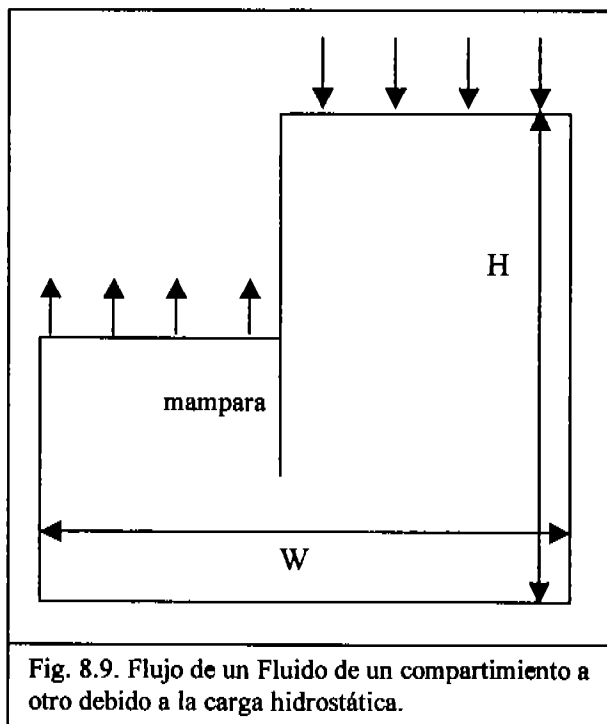 H
mampara
W
Fig. 8.9. Flujo de un Fluido de un compartimiento a
otro debido a la carga hidrostática.